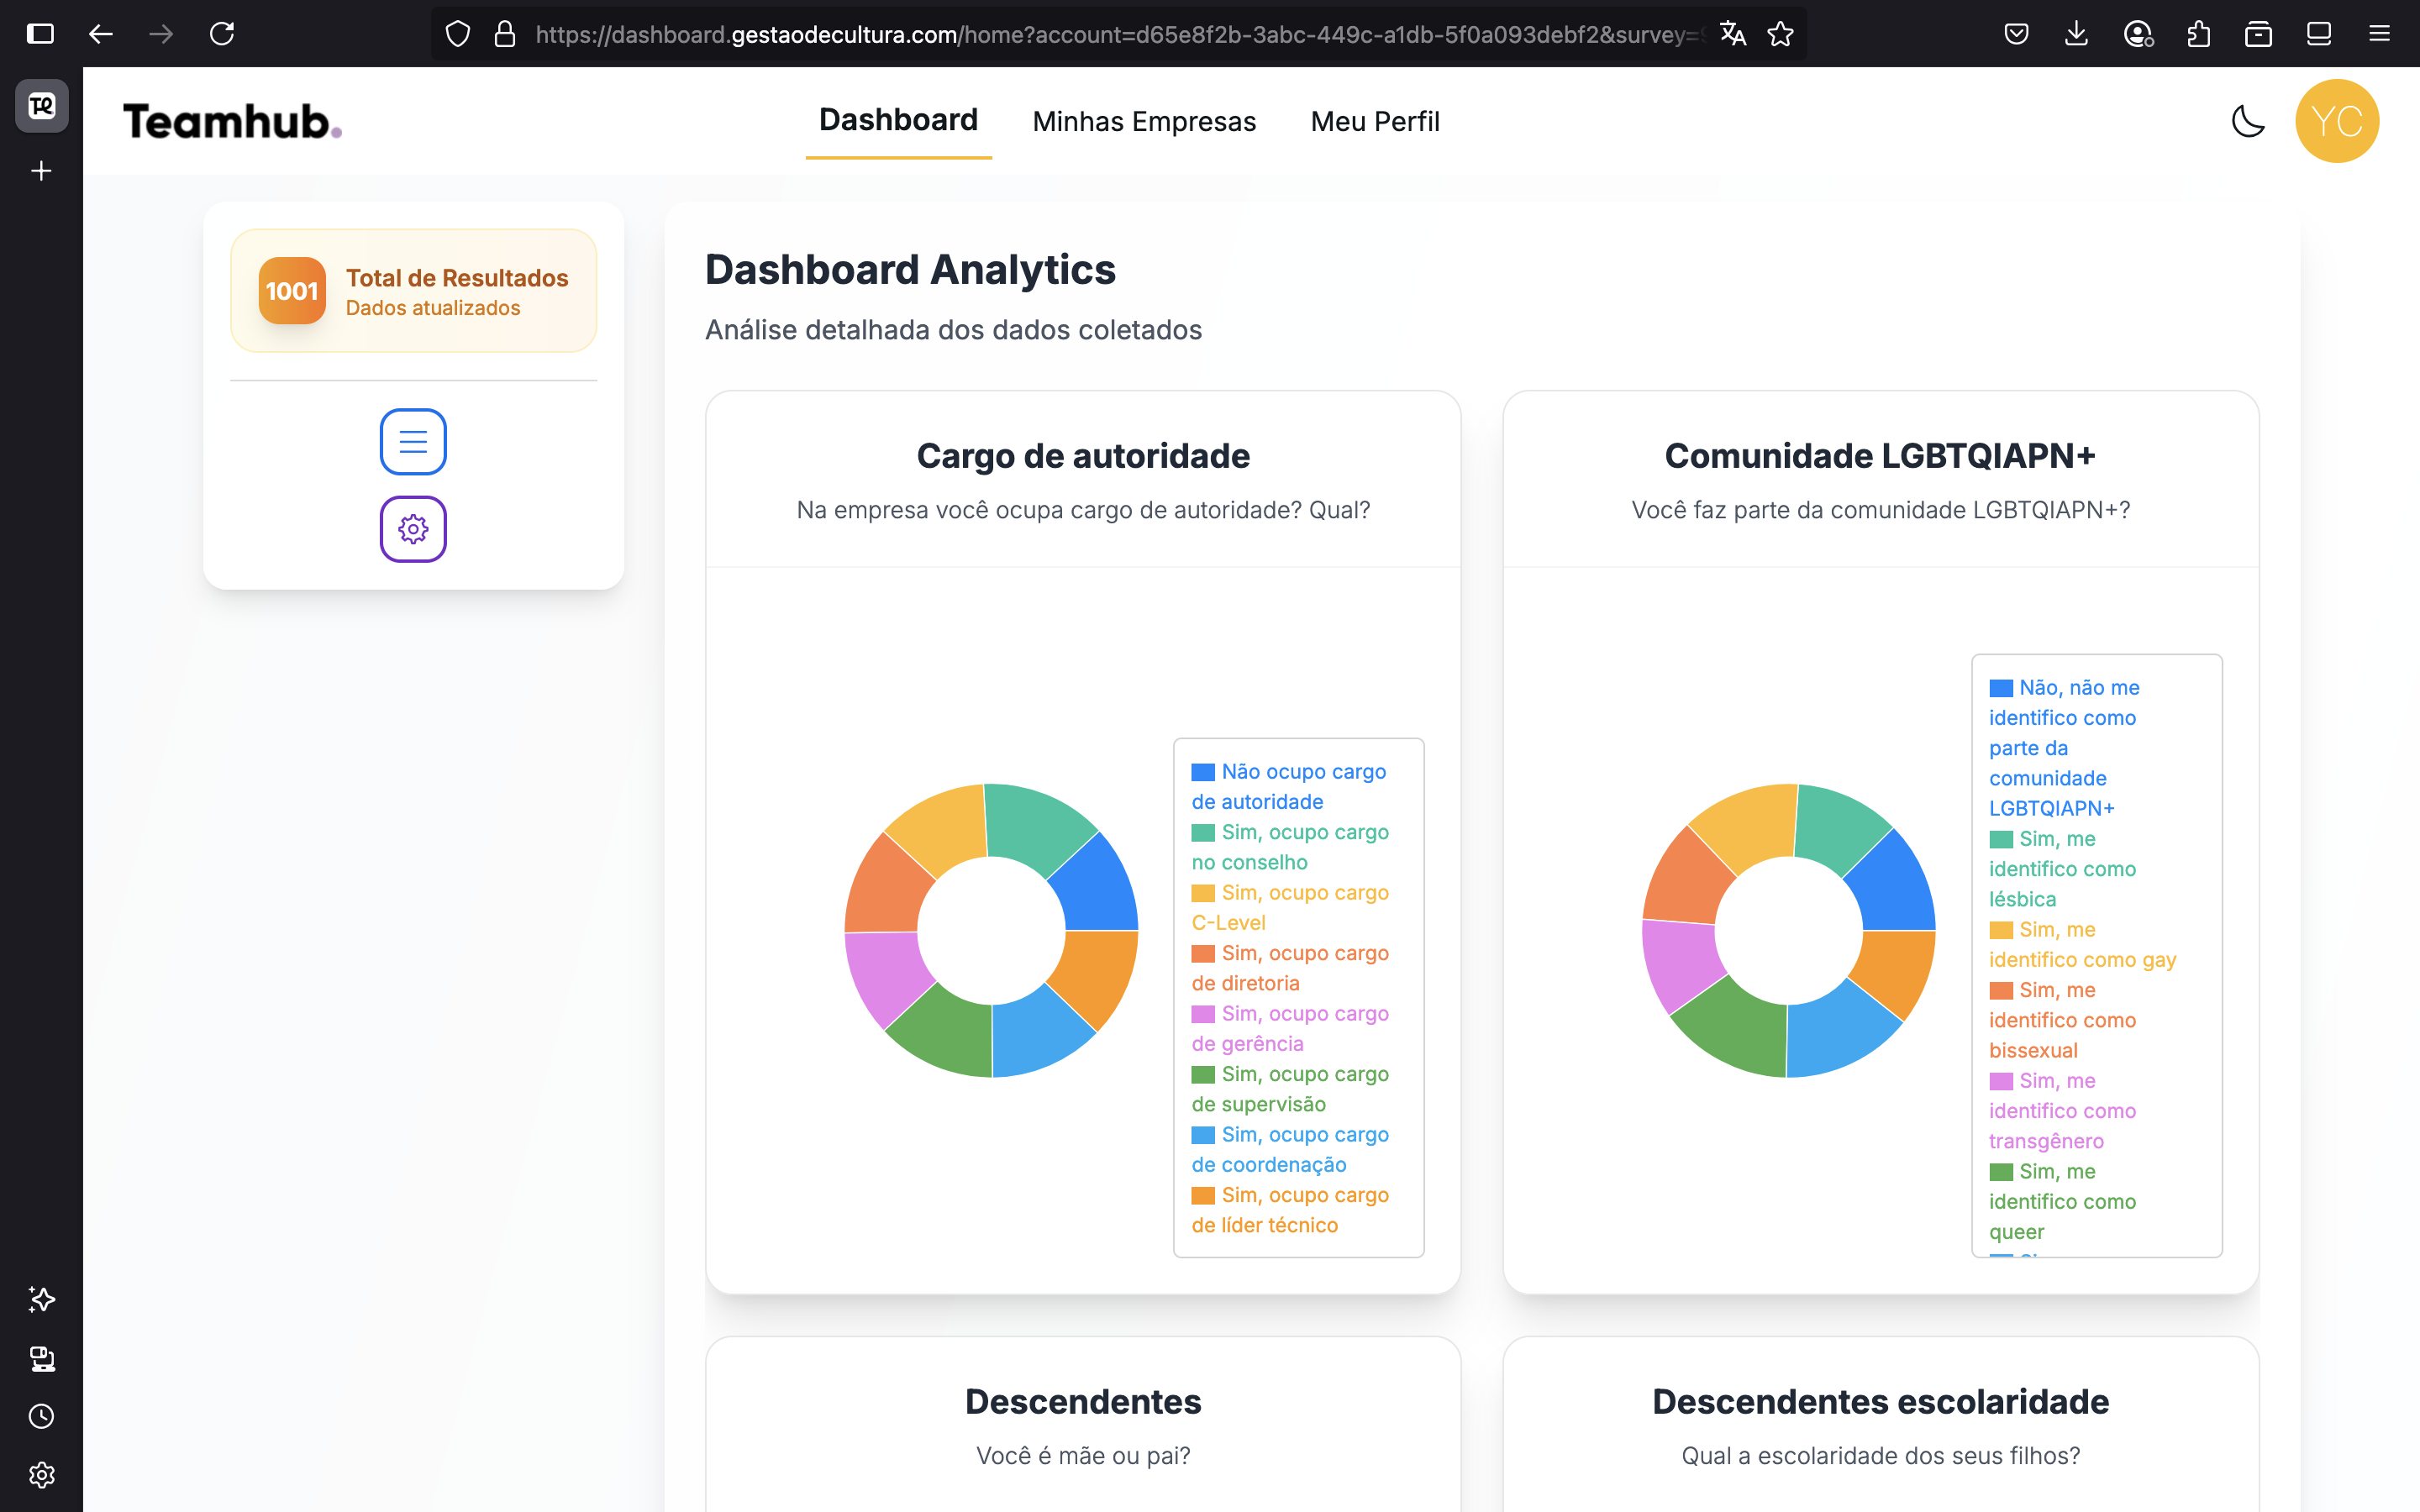 https://dashboard.gestaodecultura.com/home?account=d65e8f2b-3abc-449c-a1db-5f0a093debf2&survey=
Teamhub.
Dashboard
Minhas Empresas
Meu Perfil
YC
1001
Total de Resultados
Dados atualizados
Dashboard Analytics
Análise detalhada dos dados coletados
Cargo de autoridade
Na empresa você ocupa cargo de autoridade? Qual?
Não ocupo cargo
de autoridade
Sim, ocupo cargo
no conselho
Sim, ocupo cargo
C-Level
Sim, ocupo cargo
de diretoria
Sim, ocupo cargo
de gerência
Sim, ocupo cargo
de supervisão
Sim, ocupo cargo
de coordenação
Sim, ocupo cargo
de líder técnico
Comunidade LGBTQIAPN+
Você faz parte da comunidade LGBTQIAPN+?
Não, não me
identifico como
parte da
comunidade
LGBTQIAPN+
Sim, me
identifico como
lésbica
Sim, me
identifico como gay
Sim, me
identifico como
bissexual
Sim, me
identifico como
transgênero
Sim, me
identifico como
queer
Descendentes
Você é mãe ou pai?
Descendentes escolaridade
Qual a escolaridade dos seus filhos?